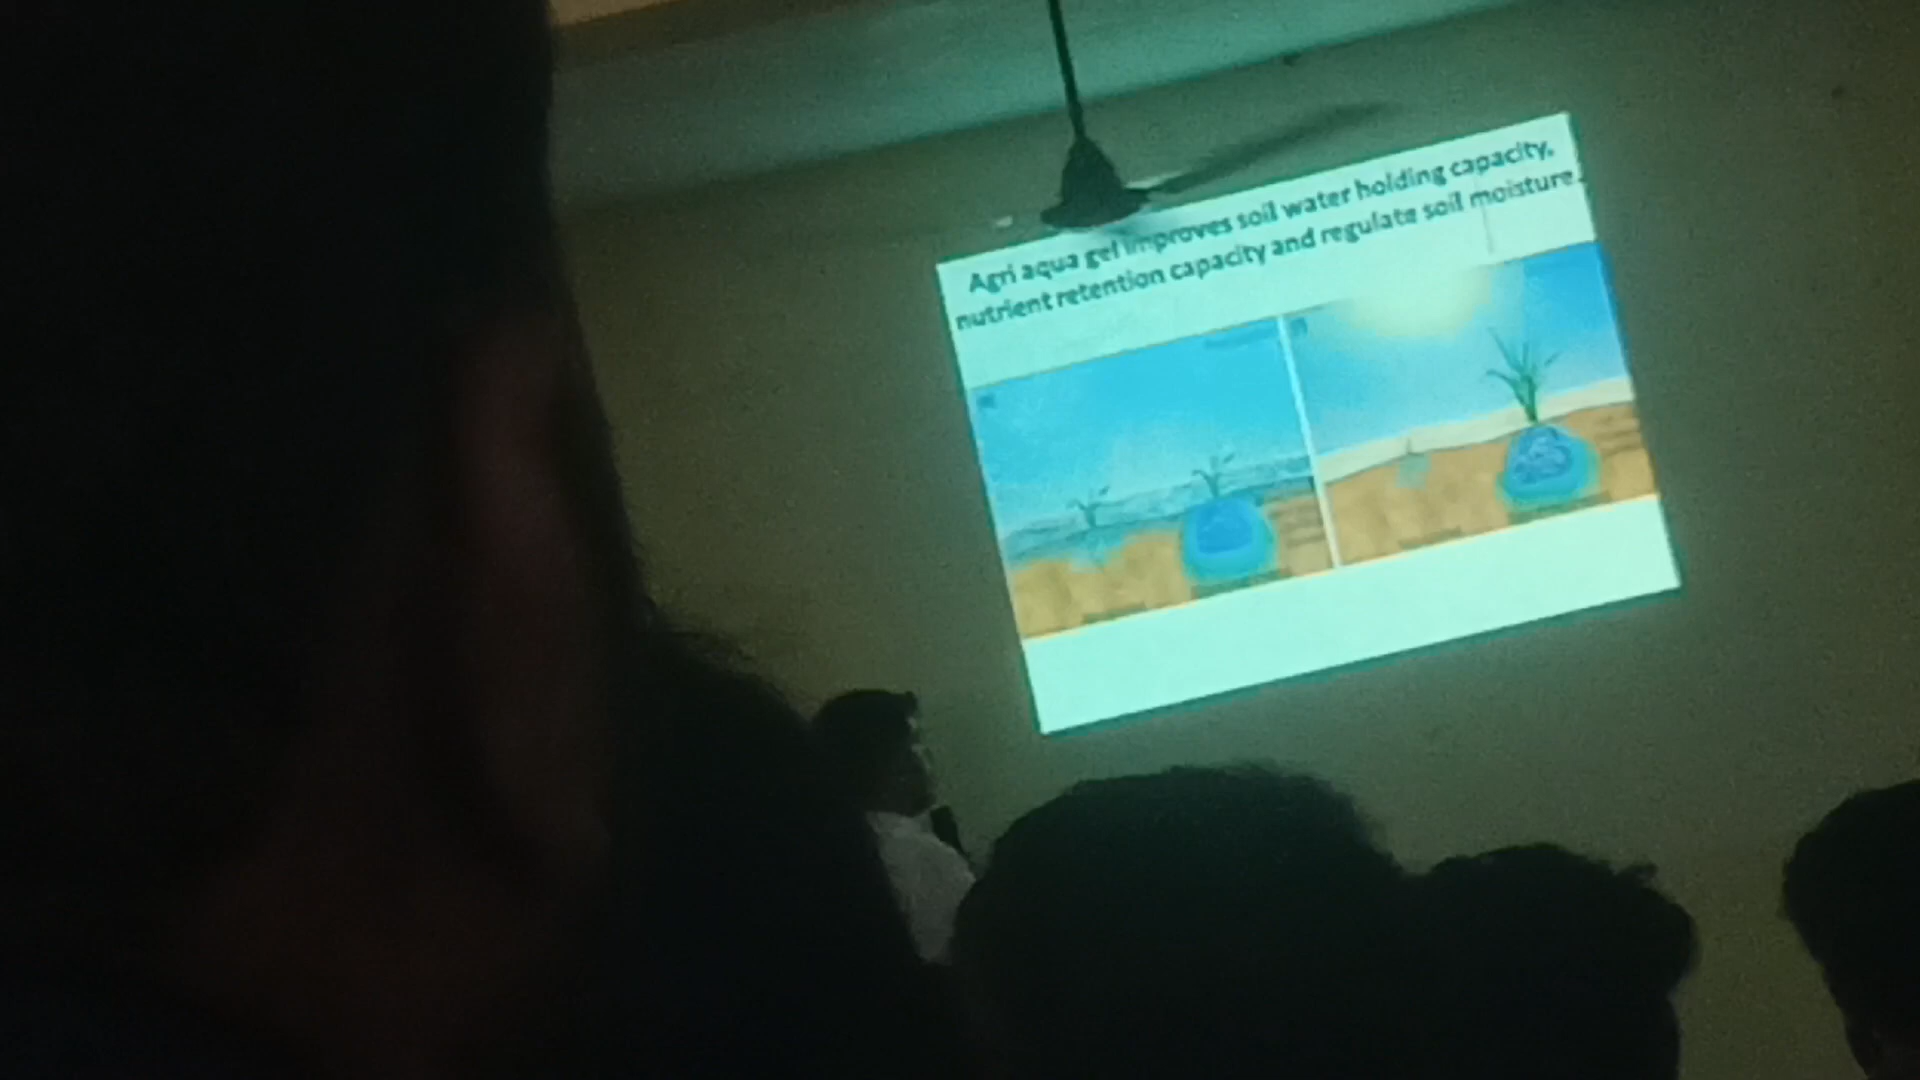 Agri aqua gel improves soil water holding capacity,
nutrient retention capacity and regulate soil moisture.